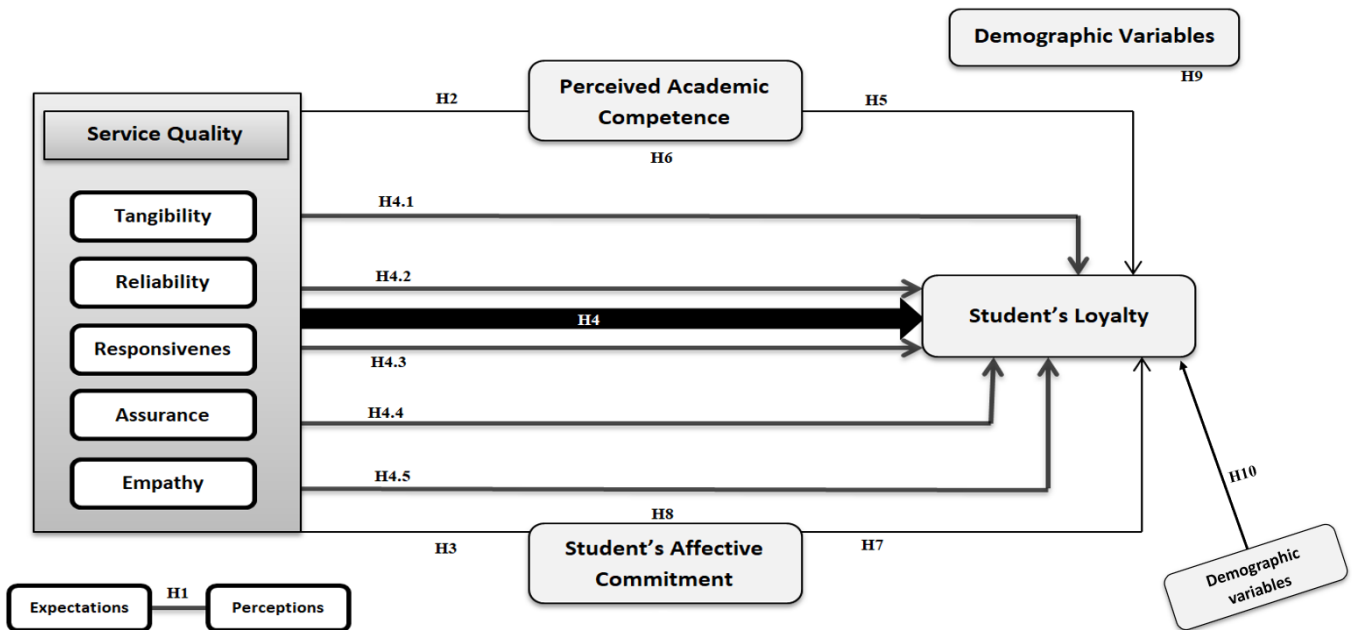 Demographic Variables
H9
H2
Perceived Academic
Competence
H5
Service Quality
H6
Tangibility
H4.1
Reliability
H4.2
H4
Student’s Loyalty
Responsivenes
H4.3
Assurance
H4.4
Empathy
H4.5
H8
H3
Student’s Affective
Commitment
H7
H10
Demographic
variables
Expectations
H1
Perceptions